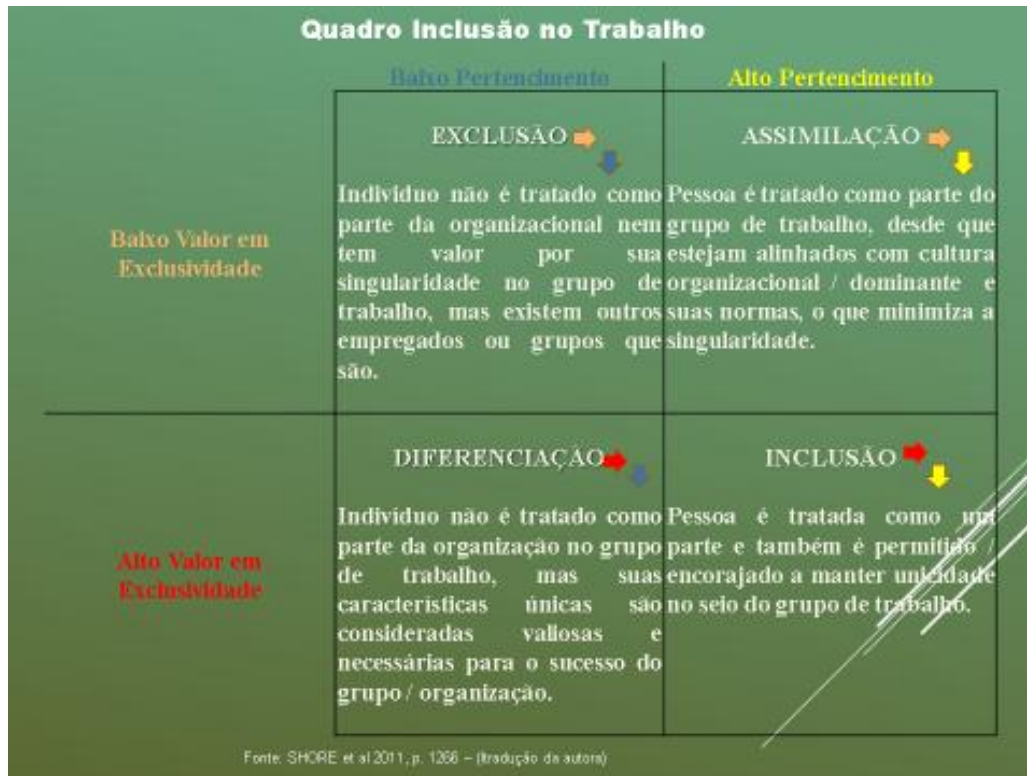 Quadro Inclusão no Trabalho
Baixo Pertencimento
Alto Pertencimento
Baixo Valor em
Exclusividade
EXCLUSÃO
Indivíduo não é tratado como
parte da organizacional nem
tem valor por sua
singularidade no grupo de
trabalho, mas existem outros
empregados ou grupos que
são.
ASSIMILAÇÃO
Pessoa é tratado como parte do
grupo de trabalho, desde que
estejam alinhados com cultura
organizacional / dominante e
suas normas, o que minimiza a
singularidade.
Alto Valor em
Exclusividade
DIFERENCIAÇÃO
Indivíduo não é tratado como
parte da organização no grupo
de trabalho, mas suas
características únicas são
consideradas valiosas e
necessárias para o sucesso do
grupo / organização.
INCLUSÃO
Pessoa é tratada como um
parte e também é permitido /
encorajado a manter unicidade
no seio do grupo de trabalho.
Fonte: SHORE et al 2011, p. 1266 – (tradução da autora)